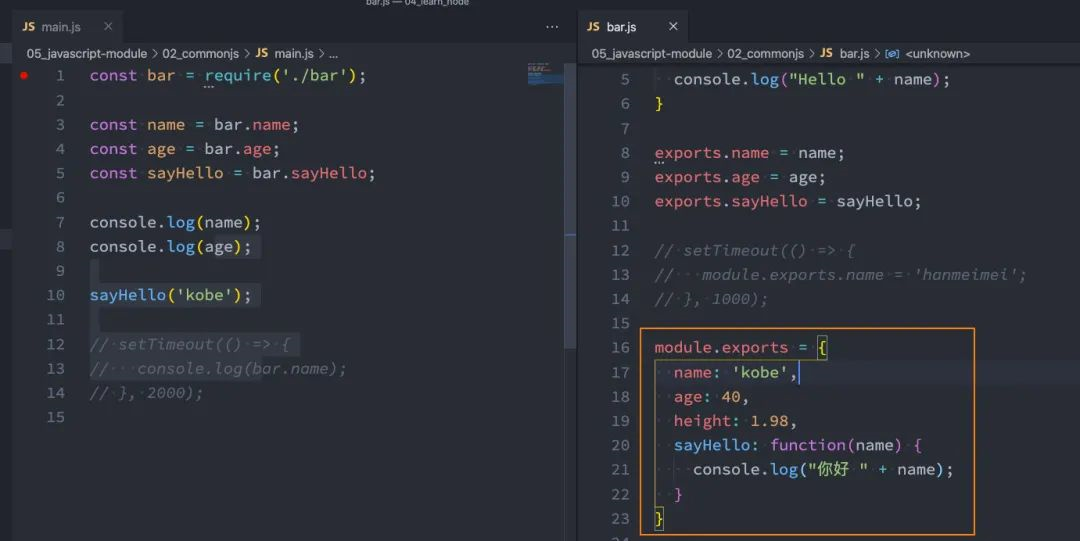 bar.js — 04_learn_node
JS main.js ×
05_javascript-module > 02_commonjs > JS main.js > ...
1 const bar = require('./bar');
2
3 const name = bar.name;
4 const age = bar.age;
5 const sayHello = bar.sayHello;
6
7 console.log(name);
8 console.log(age);
9
10 sayHello('kobe');
11
12 // setTimeout(() => {
13 //   console.log(bar.name);
14 // }, 2000);
15
JS bar.js ×
05_javascript-module > 02_commonjs > JS bar.js > <unknown>
5   console.log("Hello " + name);
6 }
7
8 exports.name = name;
9 exports.age = age;
10 exports.sayHello = sayHello;
11
12 // setTimeout(() => {
13 //   module.exports.name = 'hanmeimei';
14 // }, 1000);
15
16 module.exports = {
17   name: 'kobe',
18   age: 40,
19   height: 1.98,
20   sayHello: function(name) {
21     console.log("你好 " + name);
22   }
23 }